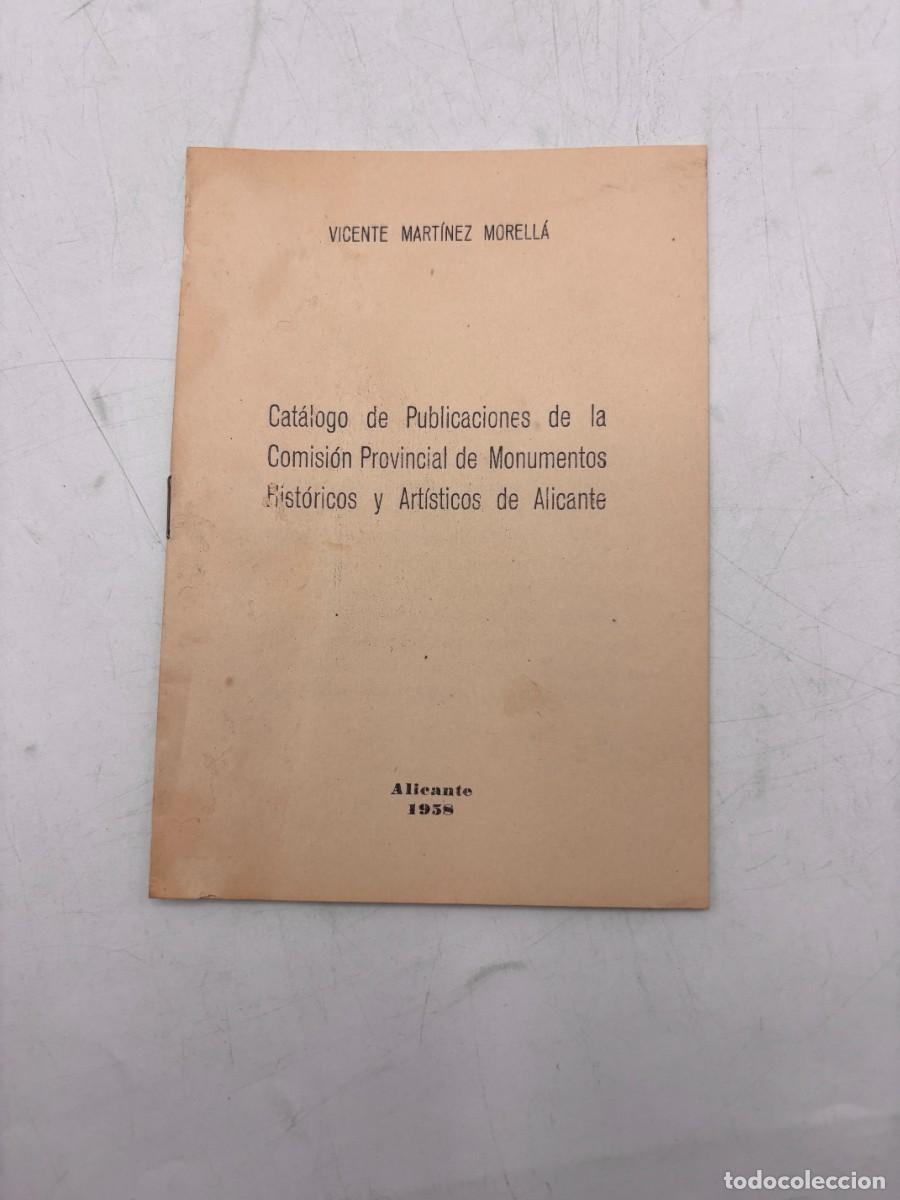 VICENTE MARTÍNEZ MORELLÁ
Catálogo de Publicaciones de la
Comisión Provincial de Monumentos
Históricos y Artísticos de Alicante
Alicante
1958
todocoleccion